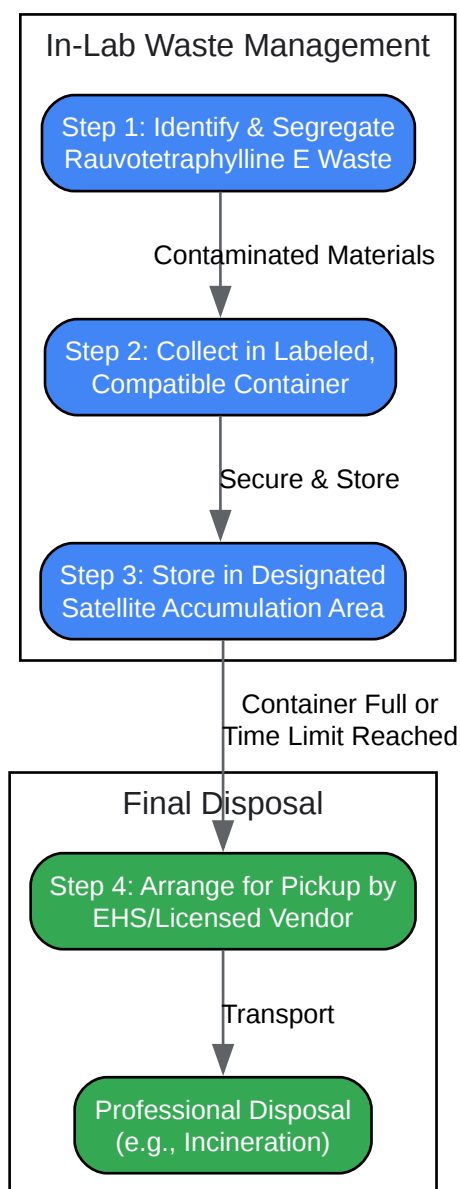 In-Lab Waste Management
Step 1: Identify & Segregate
Rauvotetraphylline E Waste
Contaminated Materials
Step 2: Collect in Labeled,
Compatible Container
Secure & Store
Step 3: Store in Designated
Satellite Accumulation Area
Container Full or
Time Limit Reached
Final Disposal
Step 4: Arrange for Pickup by
EHS/Licensed Vendor
Transport
Professional Disposal
(e.g., Incineration)